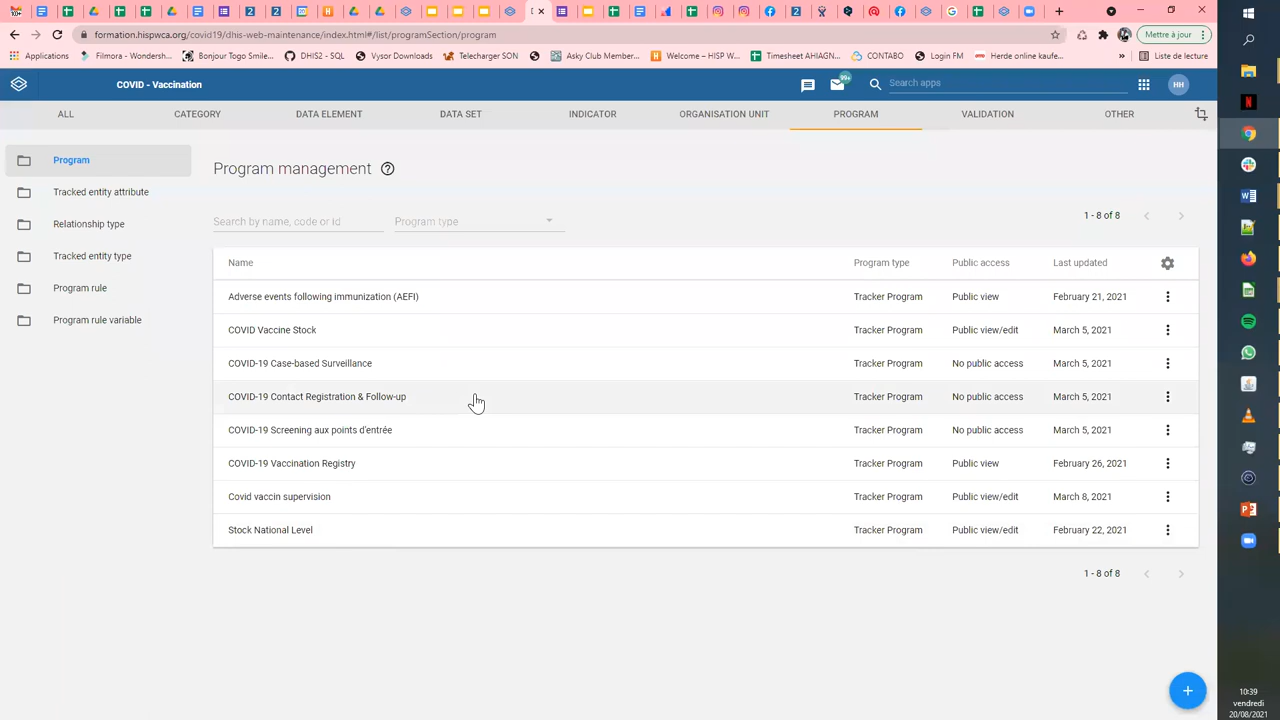 formation.hispwca.org/covid19/dhis-web-maintenance/index.html#/list/programSection/program
Mettre à jour
Applications
Filmora - Wondersh...
Bonjour Togo Smile...
DHIS2 - SQL
Vysor Downloads
Telecharger SON...
Asky Club Member...
Welcome – HISP W...
Timesheet AHIAGN...
CONTABO
Login FM
Herde online kaufe...
»
Liste de lecture
COVID - Vaccination
99+
Search apps
HH
ALL
CATEGORY
DATA ELEMENT
DATA SET
INDICATOR
ORGANISATION UNIT
PROGRAM
VALIDATION
OTHER
Program
Tracked entity attribute
Relationship type
Tracked entity type
Program rule
Program rule variable
Program management
Search by name, code or id
Program type
1 - 8 of 8
Name Program type Public access Last updated
Adverse events following immunization (AEFI) Tracker Program Public view February 21, 2021
COVID Vaccine Stock Tracker Program Public view/edit March 5, 2021
COVID-19 Case-based Surveillance Tracker Program No public access March 5, 2021
COVID-19 Contact Registration & Follow-up Tracker Program No public access March 5, 2021
COVID-19 Screening aux points d'entrée Tracker Program No public access March 5, 2021
COVID-19 Vaccination Registry Tracker Program Public view February 26, 2021
Covid vaccin supervision Tracker Program Public view/edit March 8, 2021
Stock National Level Tracker Program Public view/edit February 22, 2021
1 - 8 of 8
10:39
vendredi
20/08/2021